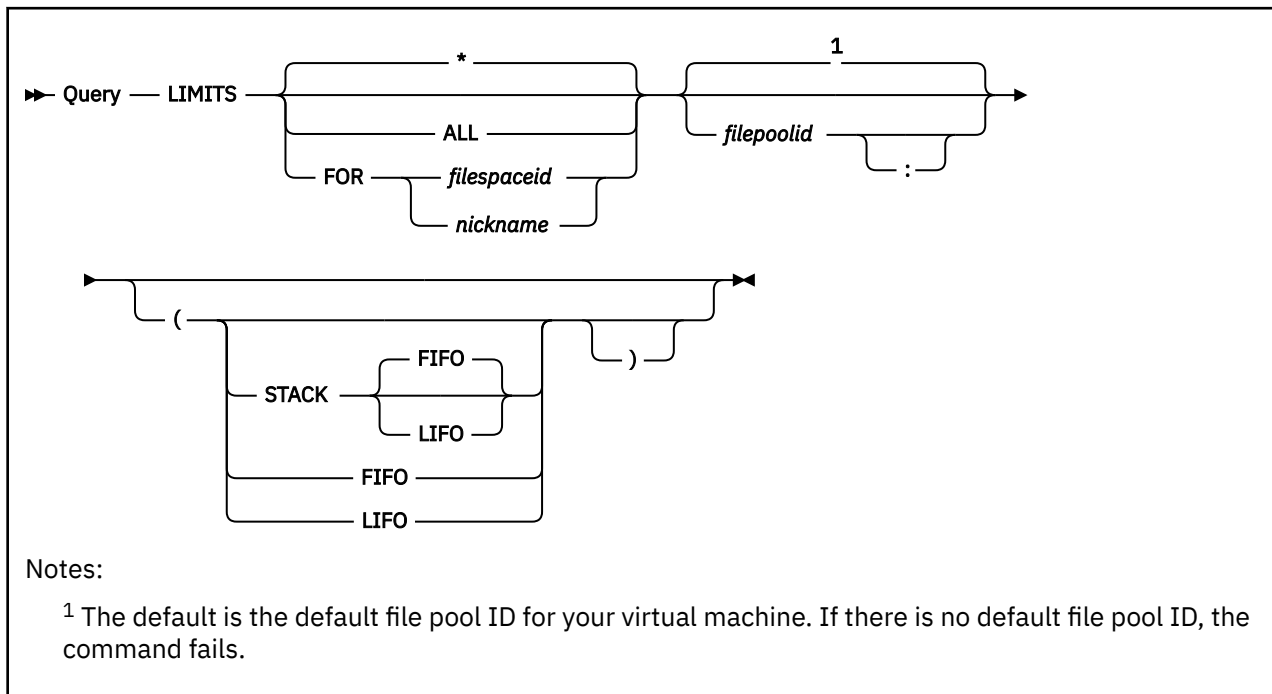 *
1
Query LIMITS
ALL
filepoolid
:
FOR filespaceid
nickname
(
FIFO
)
STACK
LIFO
FIFO
LIFO
Notes:
1 The default is the default file pool ID for your virtual machine. If there is no default file pool ID, the
command fails.